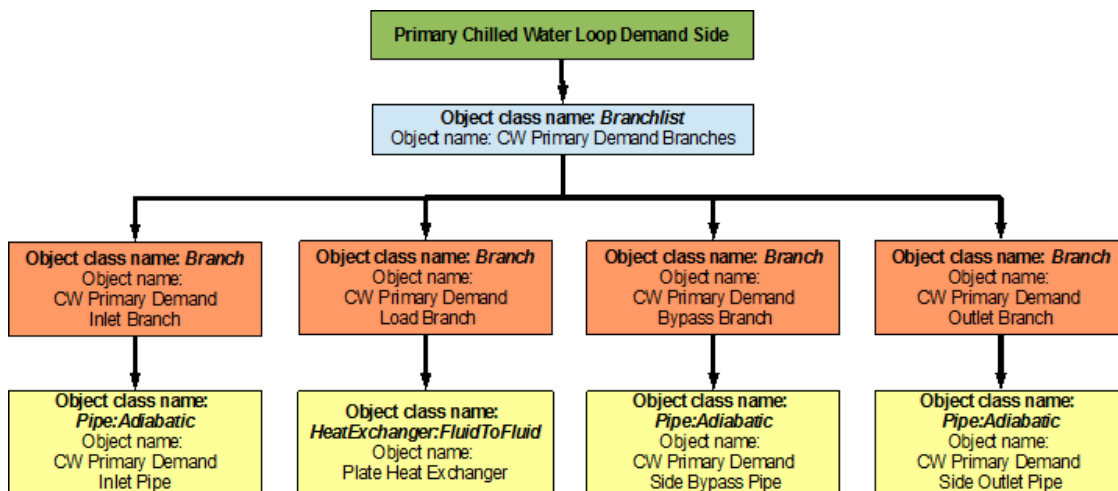 Primary Chilled Water Loop Demand Side
Object class name: Branchlist
Object name: CW Primary Demand Branches
Object class name: Branch
Object name:
CW Primary Demand
Inlet Branch
Object class name: Branch
Object name:
CW Primary Demand
Load Branch
Object class name: Branch
Object name:
CW Primary Demand
Bypass Branch
Object class name: Branch
Object name:
CW Primary Demand
Outlet Branch
Object class name:
Pipe:Adiabatic
Object name:
CW Primary Demand
Inlet Pipe
Object class name:
HeatExchanger:FluidToFluid
Object name:
Plate Heat Exchanger
Object class name:
Pipe:Adiabatic
Object name:
CW Primary Demand
Side Bypass Pipe
Object class name:
Pipe:Adiabatic
Object name:
CW Primary Demand
Side Outlet Pipe